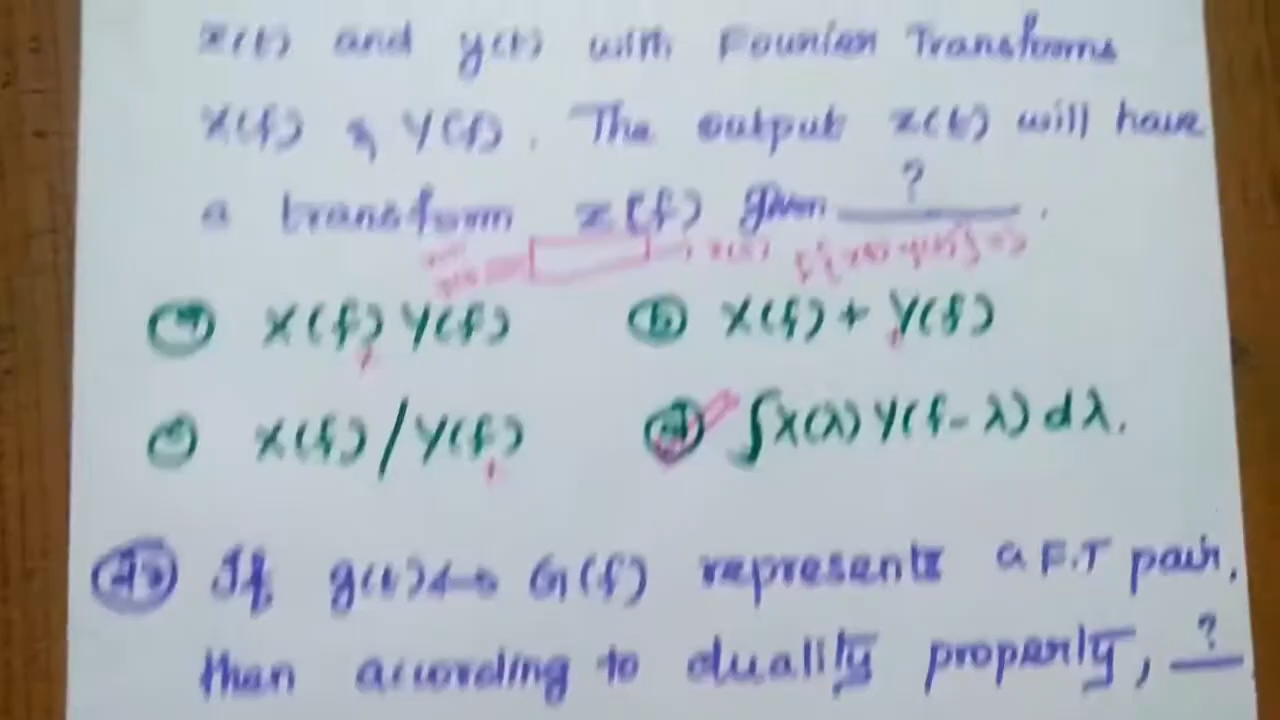 x(t) and y(t) with Fourier Transforms
X(f) & Y(f). The output z(t) will have
a transform z(f) given ?
a X(f) Y(f) b X(f) + Y(f)
c X(f) / Y(f) d ∫X(λ) Y(f-λ) dλ.
If g(t)↔G(f) represents a F.T pair,
then according to duality property, ?